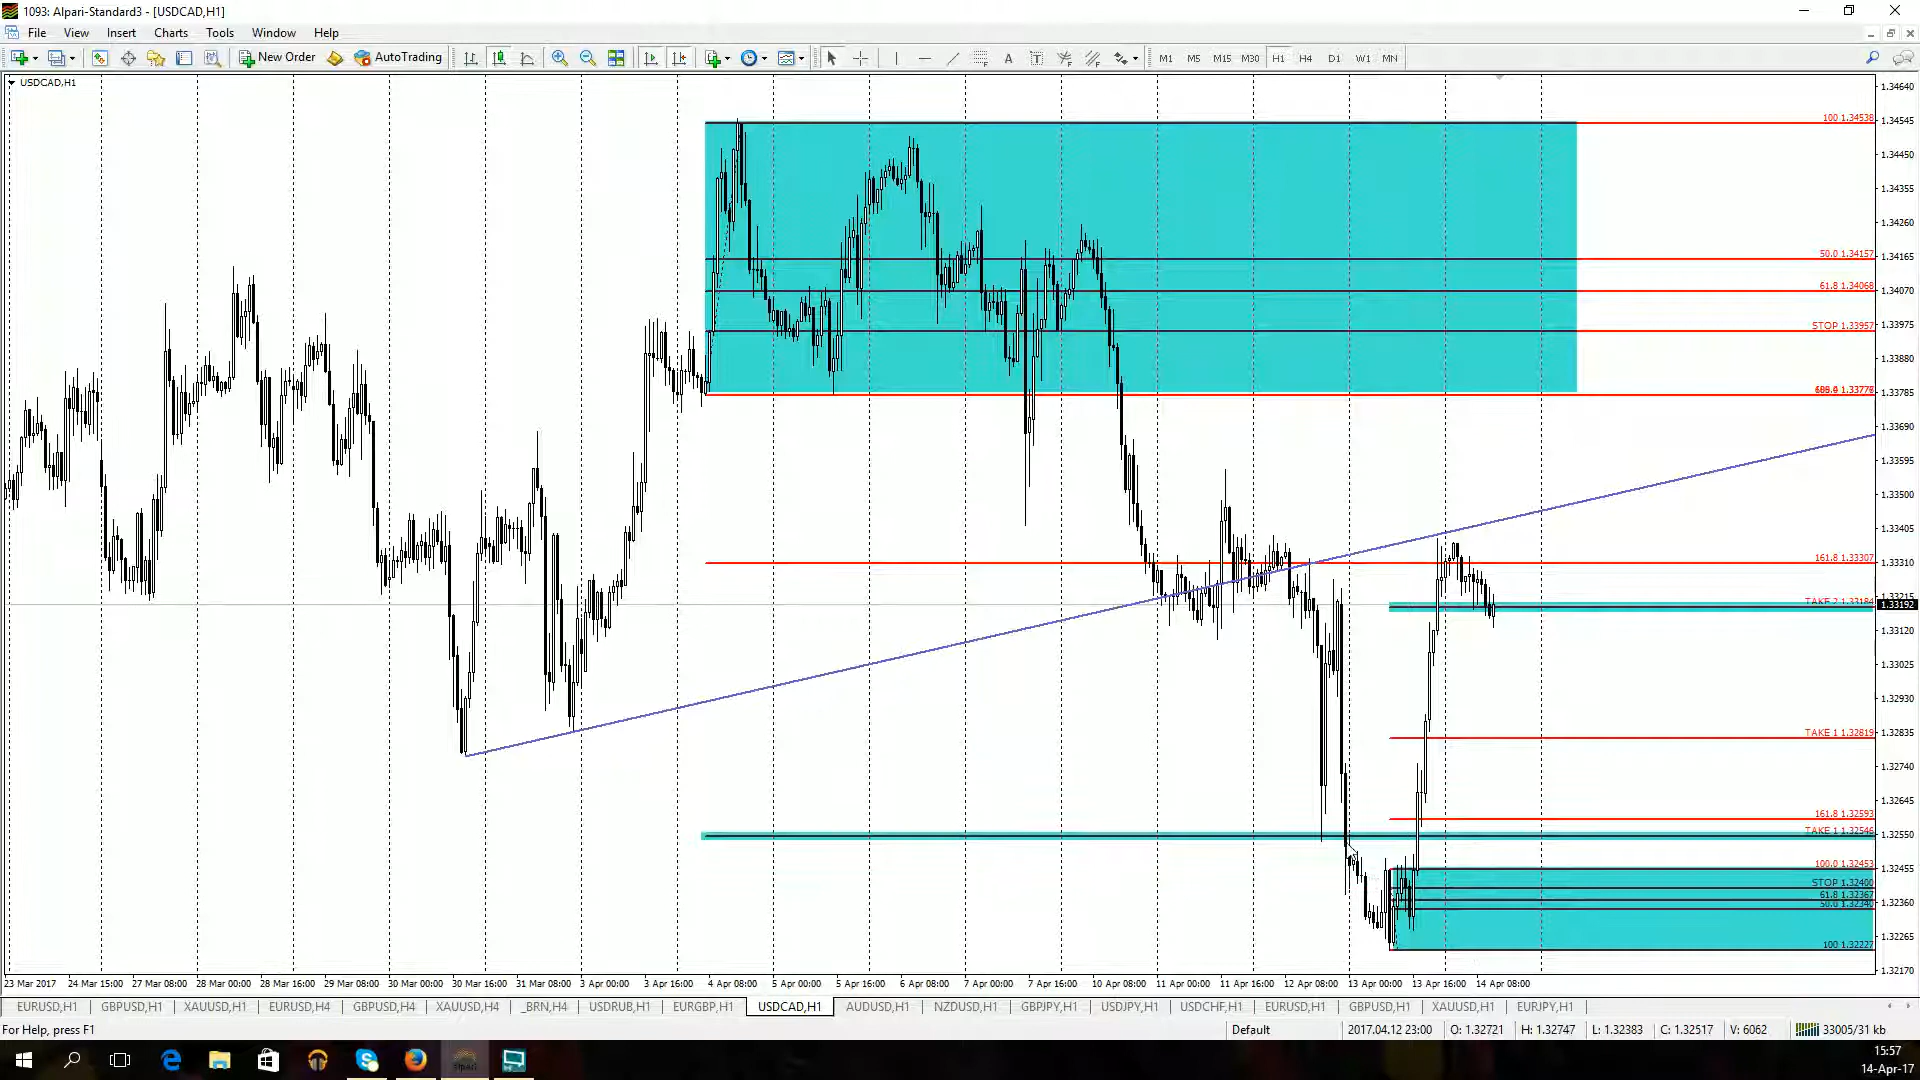 1093: Alpari-Standard3 - [USDCAD,H1]
File View Insert Charts Tools Window Help
New Order AutoTrading A T M1 M5 M15 M30 H1 H4 D1 W1 MN
USDCAD,H1
1.34640
100 1.34538
1.34545
1.34450
1.34355
1.34260
50.0 1.34157
1.34165
61.8 1.34068
1.34070
STOP 1.33957
1.33975
1.33880
1.33785
1.33690
1.33595
1.33500
1.33405
161.8 1.33307
1.33310
TAKE 2 1.33184
1.33215
1.33192
1.33120
1.33025
1.32930
TAKE 1 1.32819
1.32835
1.32740
1.32645
161.8 1.32593
TAKE 1 1.32546
1.32550
100.0 1.32453
1.32455
STOP 1.32400
61.8 1.32367
50.0 1.32340
1.32360
1.32265
100 1.32227
1.32170
23 Mar 2017 24 Mar 15:00 27 Mar 08:00 28 Mar 00:00 28 Mar 16:00 29 Mar 08:00 30 Mar 00:00 30 Mar 16:00 31 Mar 08:00 3 Apr 00:00 3 Apr 16:00 4 Apr 08:00 5 Apr 00:00 5 Apr 16:00 6 Apr 08:00 7 Apr 00:00 7 Apr 16:00 10 Apr 08:00 11 Apr 00:00 11 Apr 16:00 12 Apr 08:00 13 Apr 00:00 13 Apr 16:00 14 Apr 08:00
EURUSD,H1 GBPUSD,H1 XAUUSD,H1 EURUSD,H4 GBPUSD,H4 XAUUSD,H4 _BRN,H4 USDRUB,H1 EURGBP,H1 USDCAD,H1 AUDUSD,H1 NZDUSD,H1 GBPJPY,H1 USDJPY,H1 USDCHF,H1 EURUSD,H1 GBPUSD,H1 XAUUSD,H1 EURJPY,H1
For Help, press F1 Default 2017.04.12 23:00 O: 1.32721 H: 1.32747 L: 1.32383 C: 1.32517 V: 6062 33005/31 kb
15:57
14-Apr-17